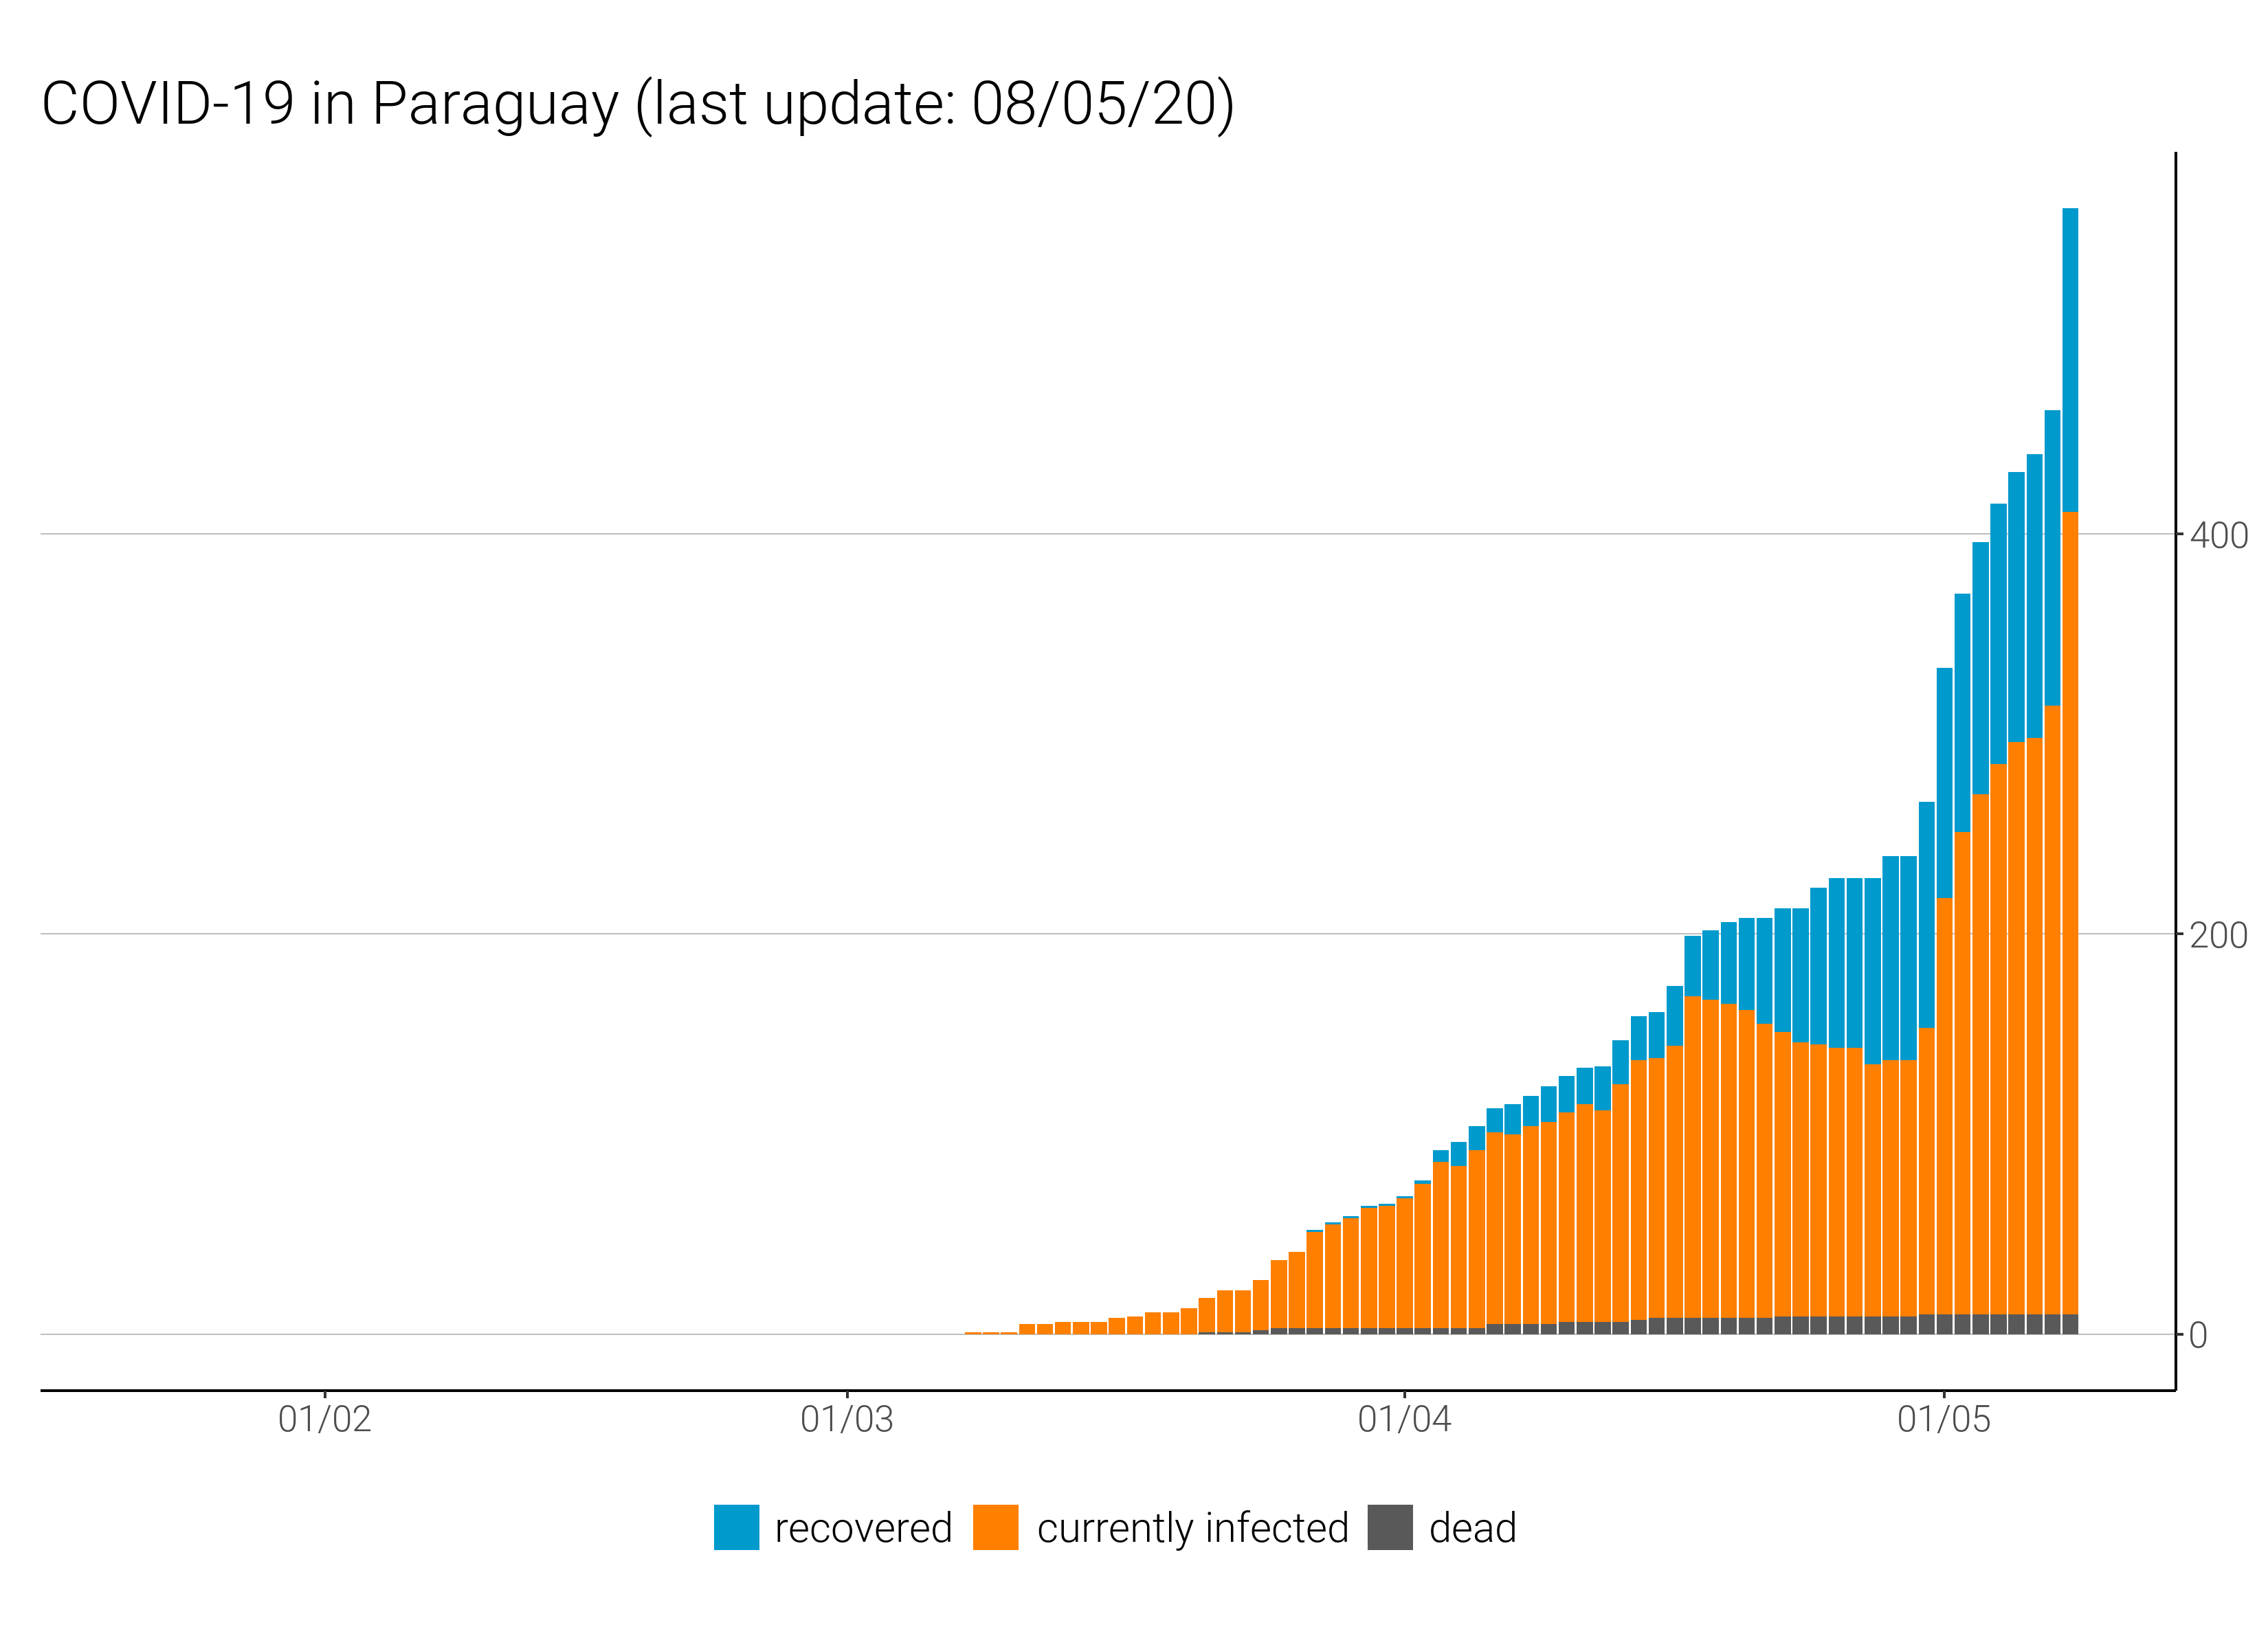 COVID-19 in Paraguay (last update: 08/05/20)
400
200
0
01/02 01/03 01/04 01/05
recovered currently infected dead